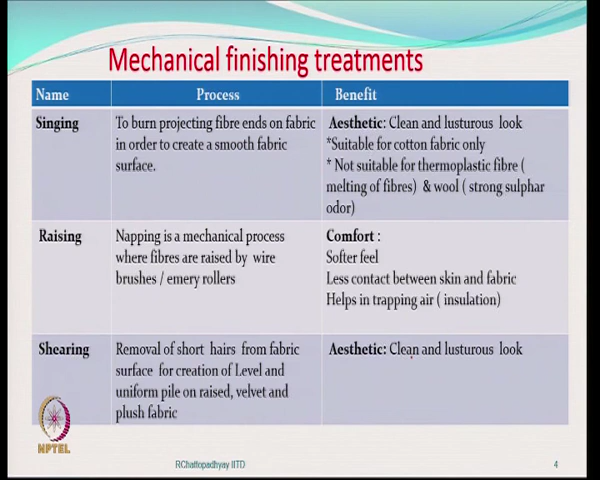 Mechanical finishing treatments
Name Process Benefit
Singing
To burn projecting fibre ends on fabric
in order to create a smooth fabric
surface.
Aesthetic: Clean and lusturous look
*Suitable for cotton fabric only
* Not suitable for thermoplastic fibre (
melting of fibres) & wool ( strong sulphar
odor)
Raising
Napping is a mechanical process
where fibres are raised by wire
brushes / emery rollers
Comfort :
Softer feel
Less contact between skin and fabric
Helps in trapping air ( insulation)
Shearing
Removal of short hairs from fabric
surface for creation of Level and
uniform pile on raised, velvet and
plush fabric
Aesthetic: Clean and lusturous look
NPTEL
RChattopadhyay IITD
4